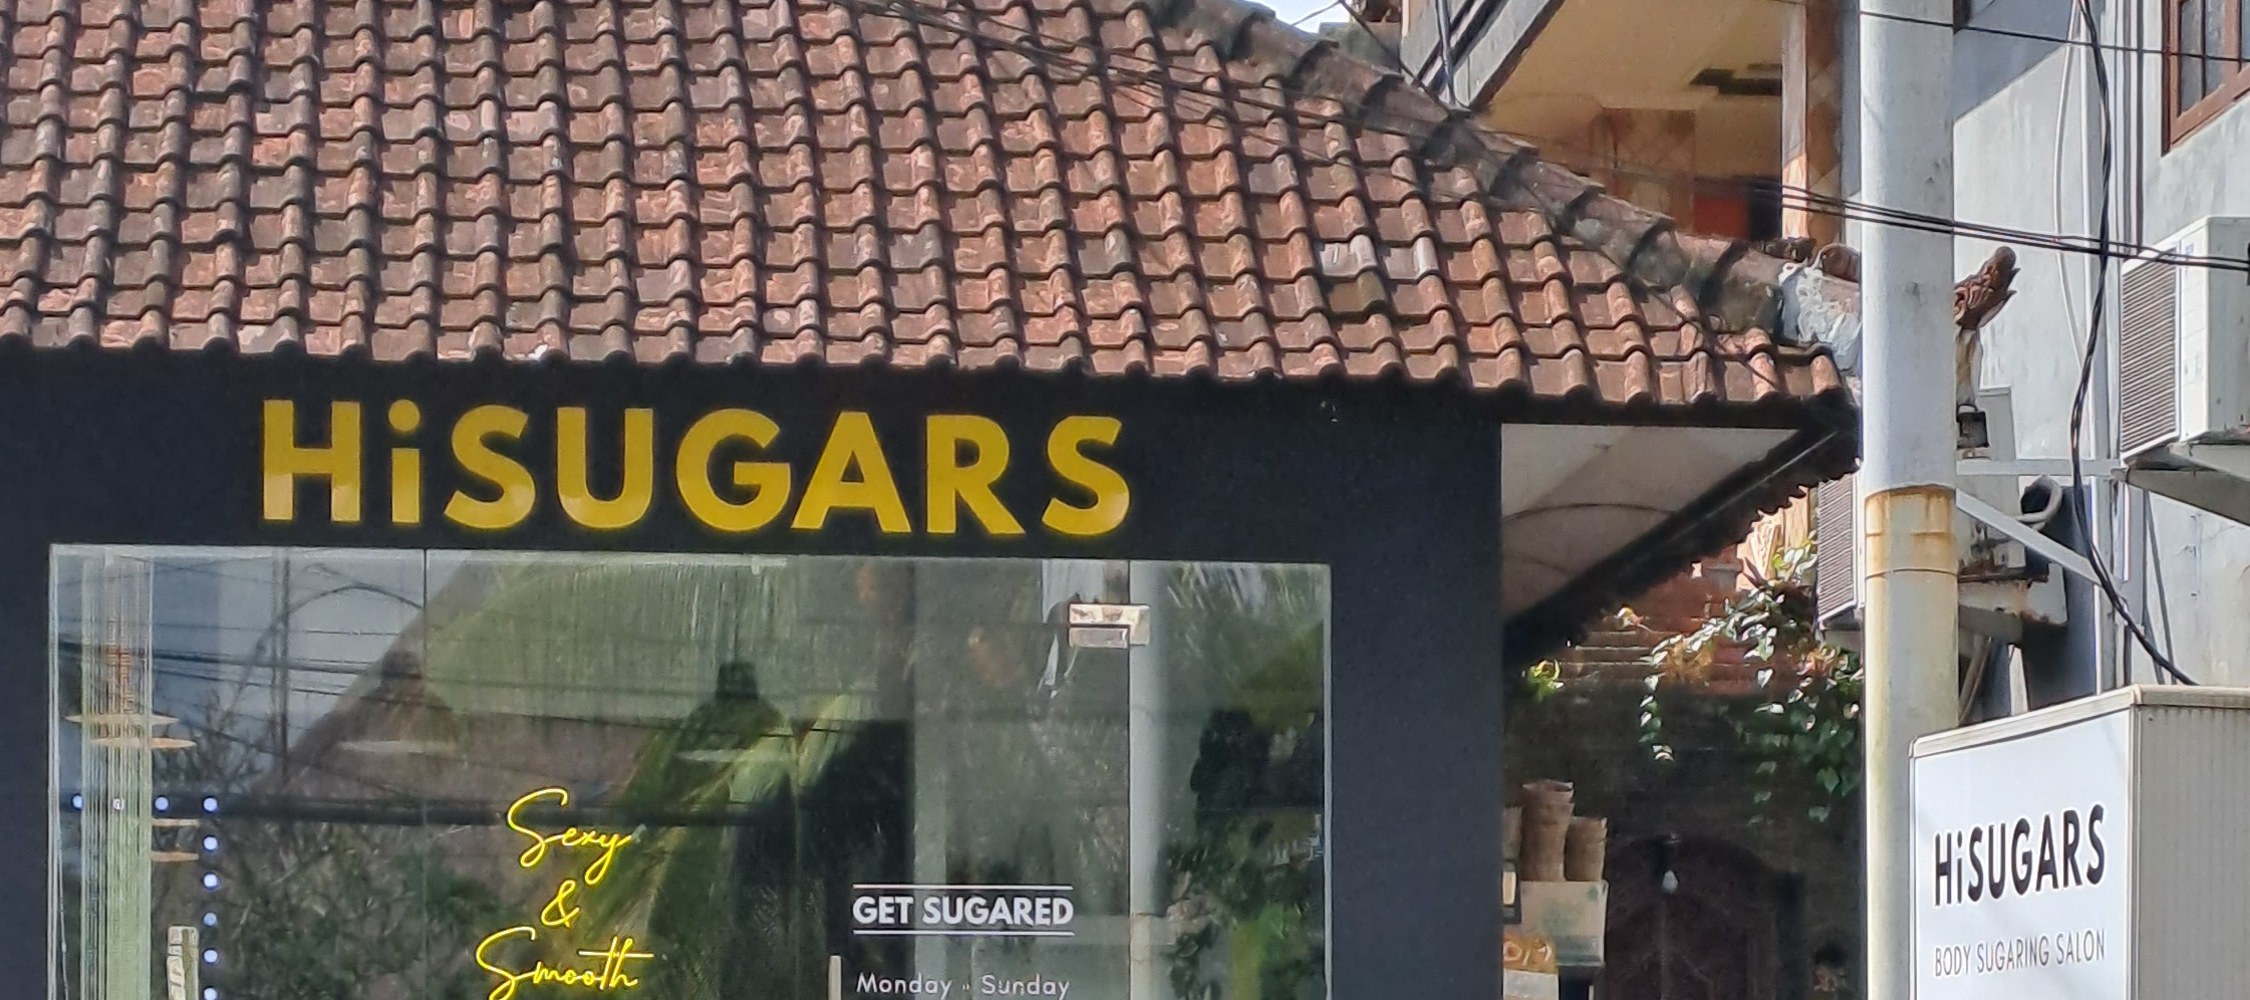 HiSUGARS
Sexy
&
Smooth
GET SUGARED
Monday - Sunday
HiSUGARS
BODY SUGARING SALON